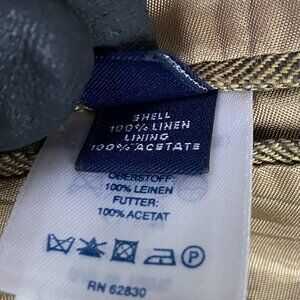 SHELL
100% LINEN
LINING
100% ACETATE
OBERSTOFF:
100% LEINEN
FUTTER:
100% ACETAT
P
RN 62830